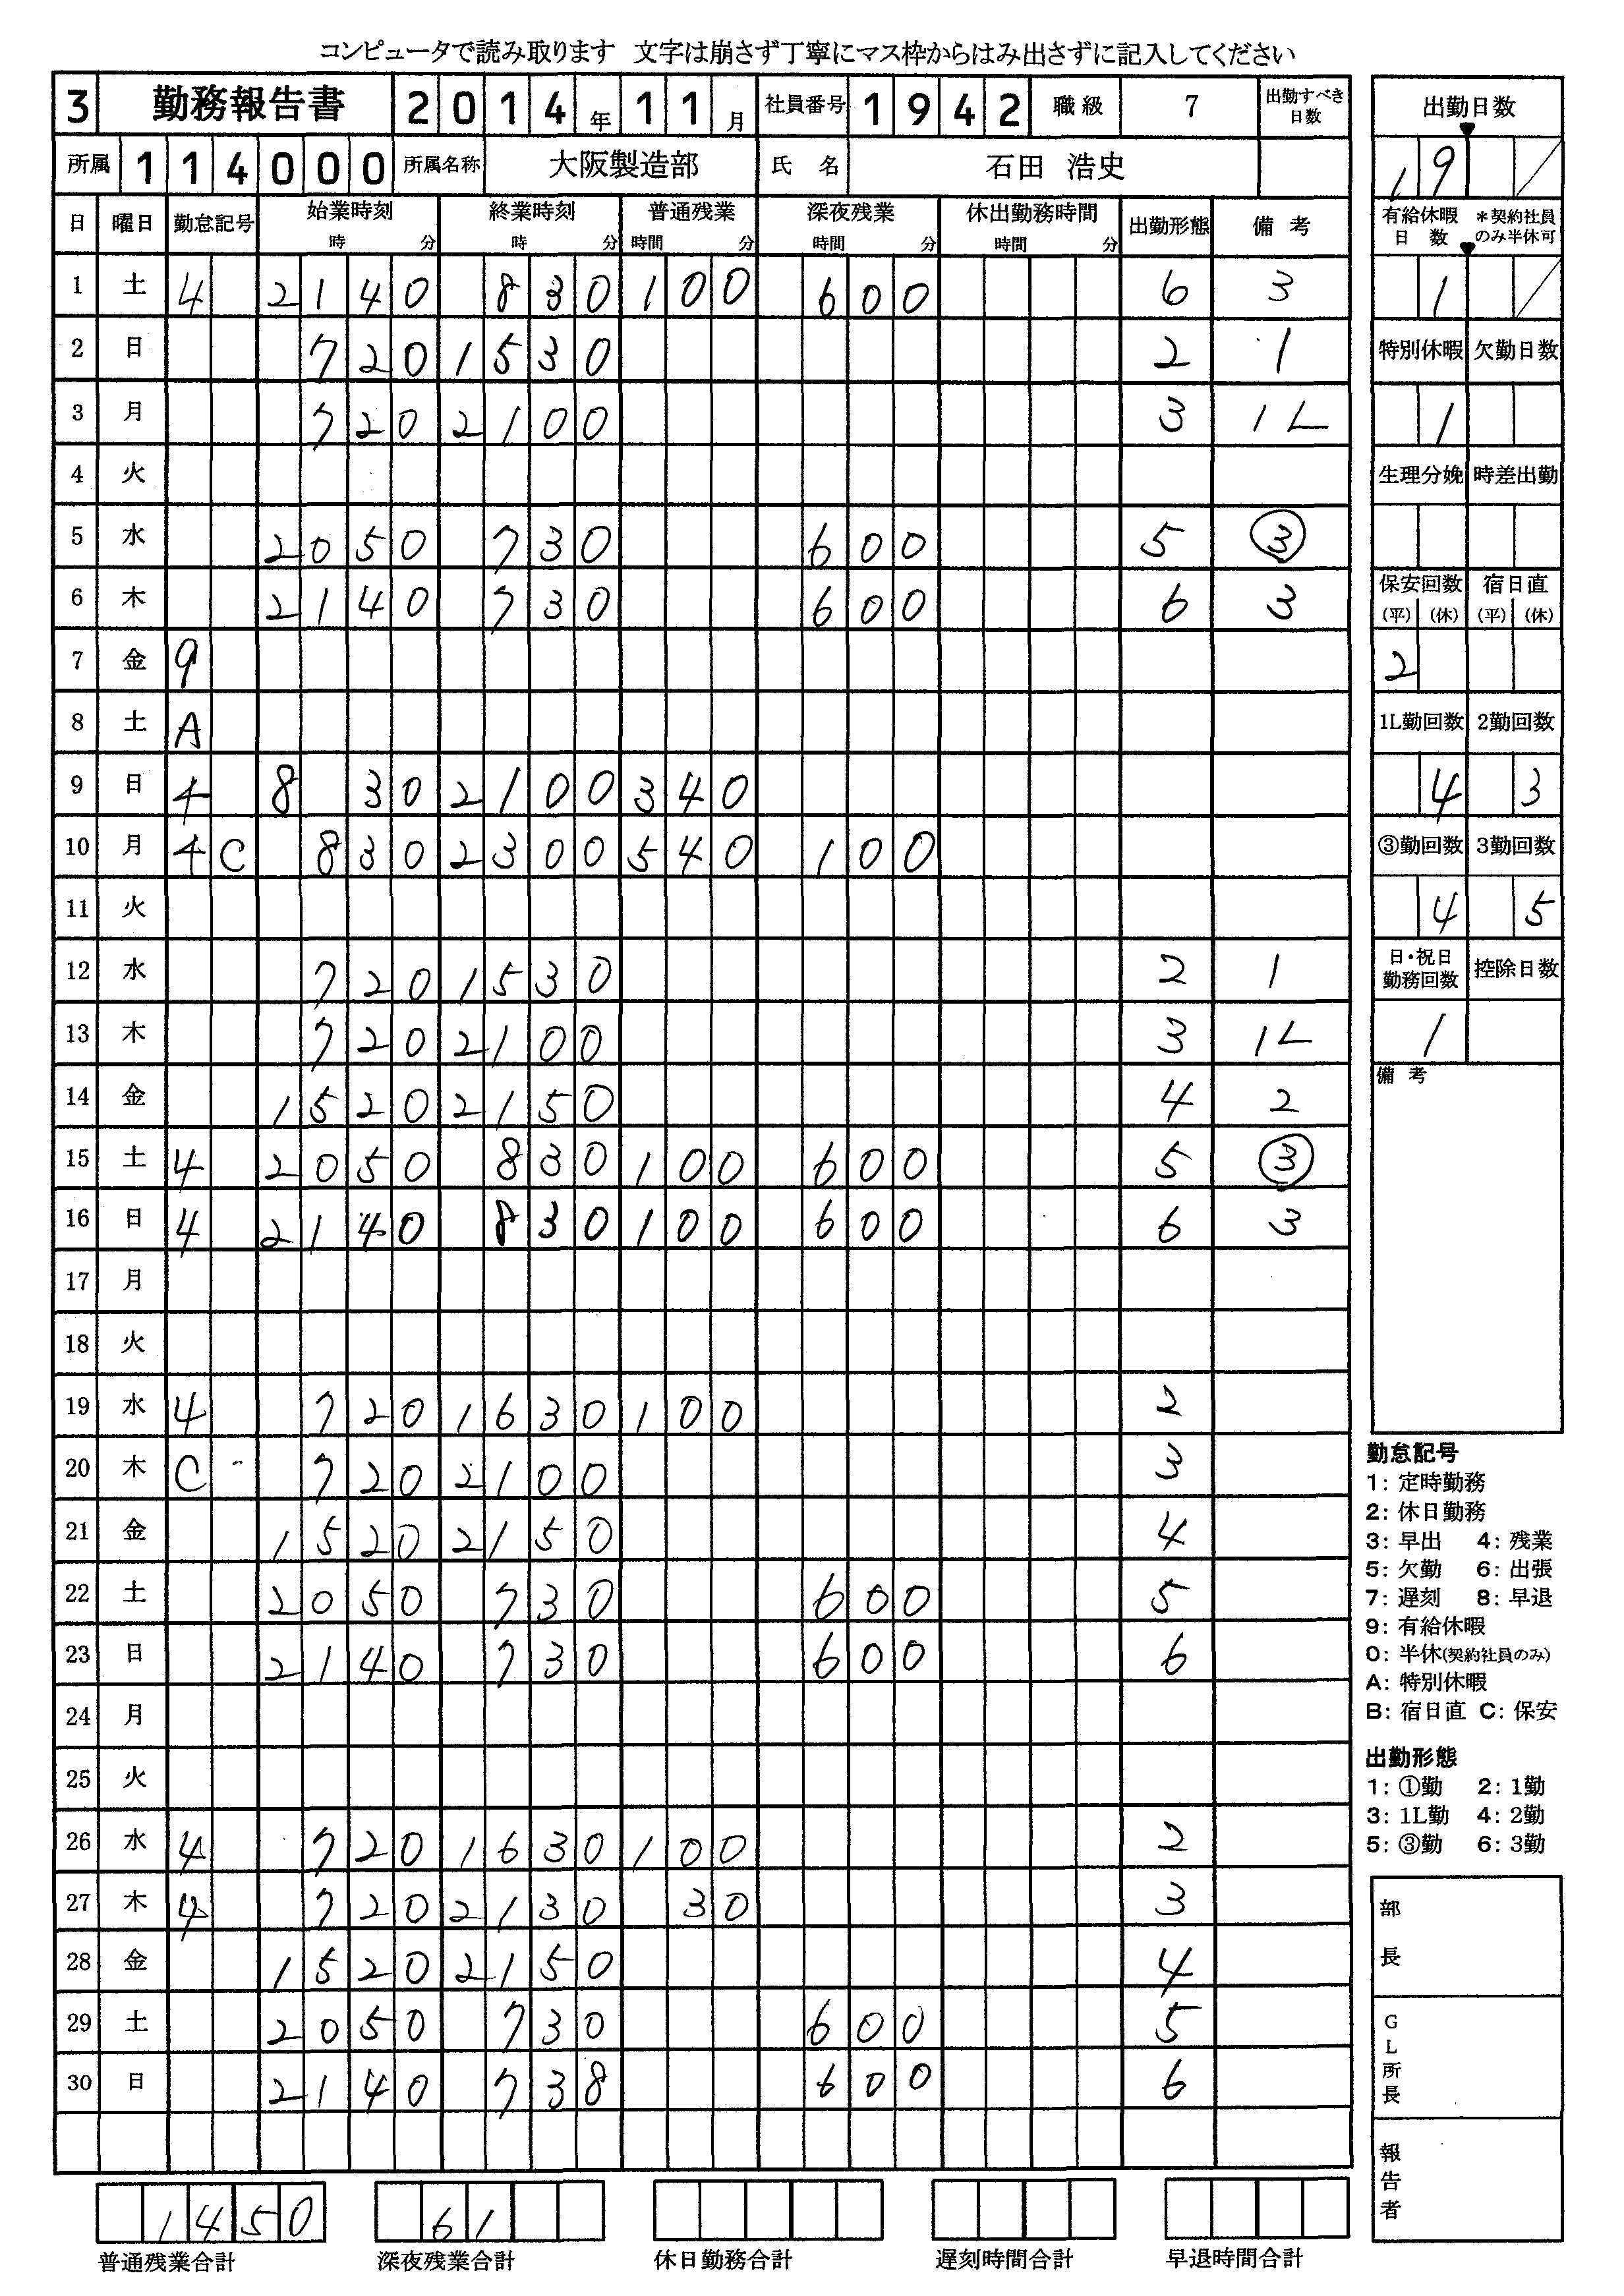 コンピュータで読み取ります 文字は崩さず丁寧にマス枠からはみ出さずに記入してください
3 勤務報告書 2014年11月 社員番号 1942 職級 7 出勤すべき日数
所属 114000 所属名称 大阪製造部 氏 名 石田 浩史
日 曜日 勤怠記号 始業時刻 時 分 終業時刻 時 分 普通残業 時間 分 深夜残業 時間 分 休出勤務時間 時間 分 出勤形態 備考
1 土 4 2140 830 100 600 6 3
2 日 720 1530 2 1
3 月 720 2100 3 1L
4 火
5 水 2050 730 600 5 ③
6 木 2140 730 600 6 3
7 金 9
8 土 A
9 日 4 8 30 2100 340
10 月 4C 830 2300 540 100
11 火
12 水 720 1530 2 1
13 木 720 2100 3 1L
14 金 1520 2150 4 2
15 土 4 2050 830 100 600 5 ③
16 日 4 2140 830 100 600 6 3
17 月
18 火
19 水 4 720 1630 100 2
20 木 C 720 2100 3
21 金 1520 2150 4
22 土 2050 730 600 5
23 日 2140 730 600 6
24 月
25 火
26 水 4 720 1630 100 2
27 木 4 720 2130 30 3
28 金 1520 2150 4
29 土 2050 730 600 5
30 日 2140 738 600 6
1450 普通残業合計
61 深夜残業合計
休日勤務合計
遅刻時間合計
早退時間合計
出勤日数
19
有給休暇日数 *契約社員のみ半休可
1
特別休暇 欠勤日数
1
生理分娩 時差出勤
保安回数 宿日直
(平) (休) (平) (休)
2
1L勤回数 2勤回数
4 3
③勤回数 3勤回数
4 5
日・祝日勤務回数 控除日数
1
備考
勤怠記号
1: 定時勤務
2: 休日勤務
3: 早出 4: 残業
5: 欠勤 6: 出張
7: 遅刻 8: 早退
9: 有給休暇
0: 半休(契約社員のみ)
A: 特別休暇
B: 宿日直 C: 保安
出勤形態
1: ①勤 2: 1勤
3: 1L勤 4: 2勤
5: ③勤 6: 3勤
部長
GL所長
報告者